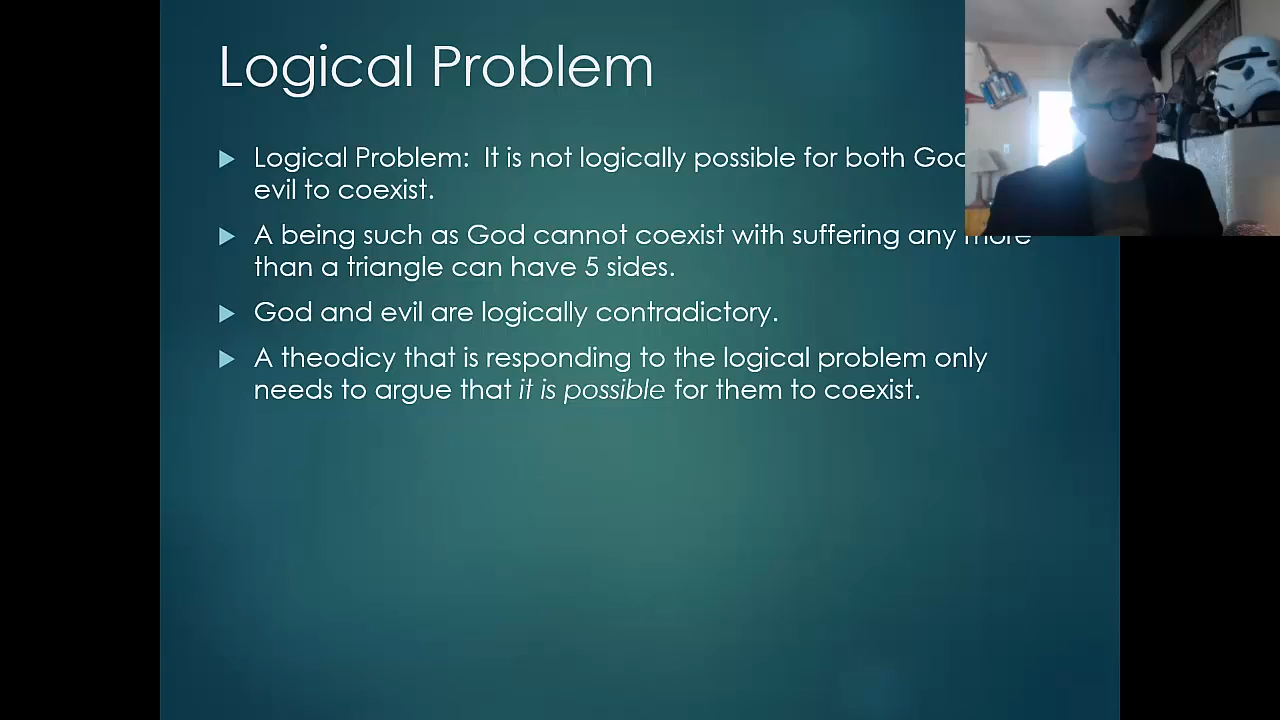 Logical Problem
Logical Problem: It is not logically possible for both God
evil to coexist.
A being such as God cannot coexist with suffering any more
than a triangle can have 5 sides.
God and evil are logically contradictory.
A theodicy that is responding to the logical problem only
needs to argue that it is possible for them to coexist.